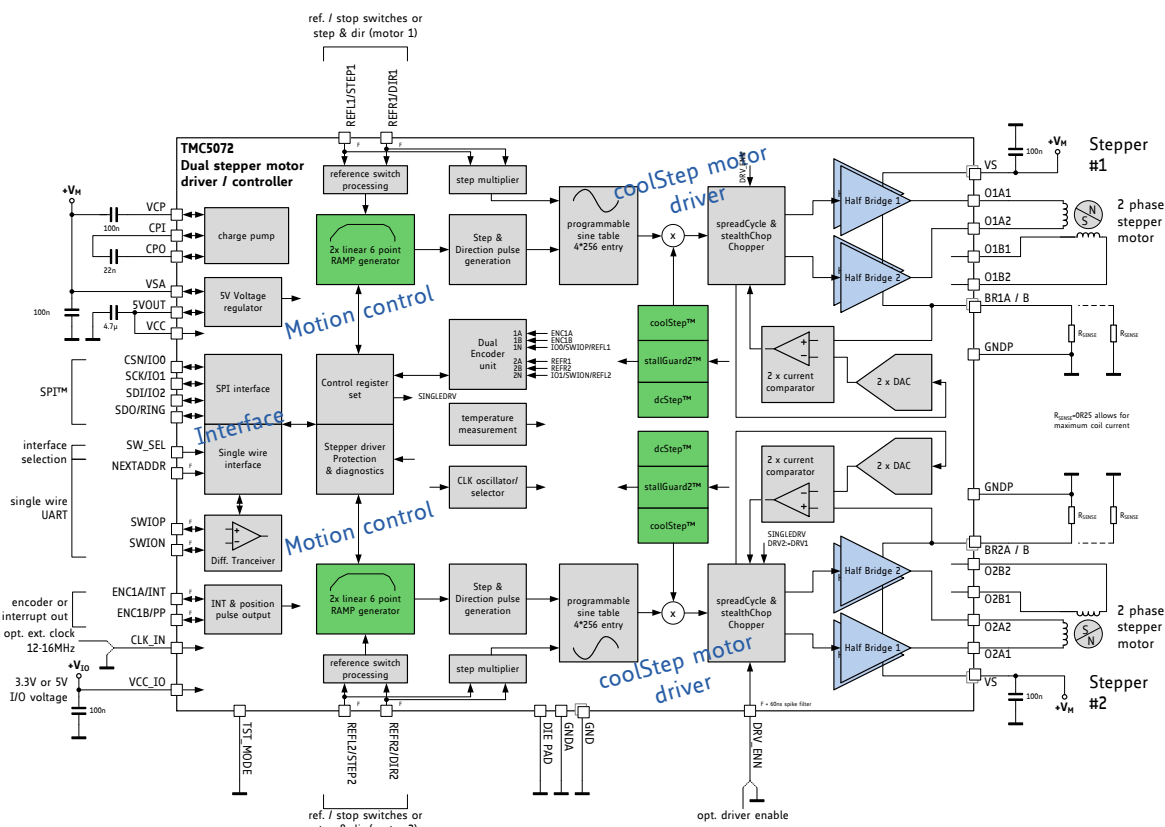 ref. / stop switches or
step & dir (motor 1)
REFL1/STEP1
REFR1/DIR1
F
F
TMC5072
Dual stepper motor
driver / controller
reference switch
processing
step multiplier
coolStep motor
driver
DRV_ENN
+VM
100n
VS
Stepper
#1
+VM
VCP
100n
CPI
CPO
22n
charge pump
2x linear 6 point
RAMP generator
Step &
Direction pulse
generation
programmable
sine table
4*256 entry
x
spreadCycle &
stealthChop
Chopper
Half Bridge 1
Half Bridge 2
O1A1
O1A2
O1B1
O1B2
BR1A / B
N
S
2 phase
stepper
motor
VSA
5VOUT
VCC
100n
4.7µ
5V Voltage
regulator
Motion control
coolStep™
stallGuard2™
dcStep™
+
-
2 x current
comparator
2 x DAC
RSENSE
RSENSE
GNDP
Dual
Encoder
unit
1A
1B
1N
2A
2B
2N
ENC1A
ENC1B
IO0/SWIOP/REFL1
REFR1
REFR2
IO1/SWION/REFL2
SPI™
CSN/IO0
SCK/IO1
SDI/IO2
SDO/RING
SPI interface
Control register
set
SINGLEDRV
temperature
measurement
RSENSE=0R25 allows for
maximum coil current
Interface
interface
selection
SW_SEL
NEXTADDR
F
Single wire
interface
Stepper driver
Protection
& diagnostics
CLK oscillator/
selector
dcStep™
stallGuard2™
coolStep™
2 x current
comparator
+
-
2 x DAC
GNDP
RSENSE
RSENSE
single wire
UART
SWIOP
SWION
F
F
+
-
Diff. Tranceiver
Motion control
SINGLEDRV
DRV2:=DRV1
BR2A / B
O2B2
O2B1
O2A2
O2A1
VS
encoder or
interrupt out
ENC1A/INT
ENC1B/PP
F
F
INT & position
pulse output
2x linear 6 point
RAMP generator
Step &
Direction pulse
generation
programmable
sine table
4*256 entry
x
spreadCycle &
stealthChop
Chopper
Half Bridge 2
Half Bridge 1
S
N
2 phase
stepper
motor
opt. ext. clock
12-16MHz
CLK_IN
+VIO
3.3V or 5V
I/O voltage
VCC_IO
100n
reference switch
processing
step multiplier
coolStep motor
driver
100n
+VM
Stepper
#2
F
F
F = 60ns spike filter
TST_MODE
REFL2/STEP2
REFR2/DIR2
DIE PAD
GNDA
GND
DRV_ENN
ref. / stop switches or
opt. driver enable